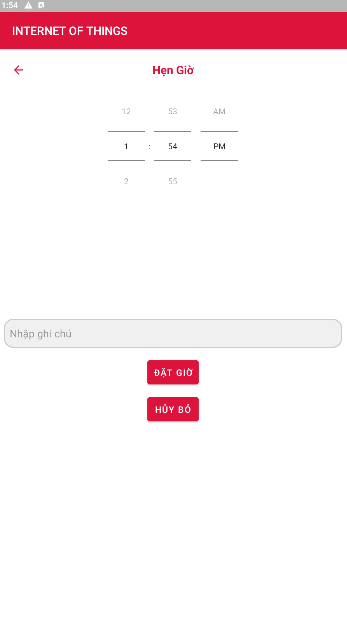 1:54
INTERNET OF THINGS
Hẹn Giờ
12 53 AM
1 : 54 PM
2 55
Nhập ghi chú
ĐẶT GIỜ
HỦY BỎ